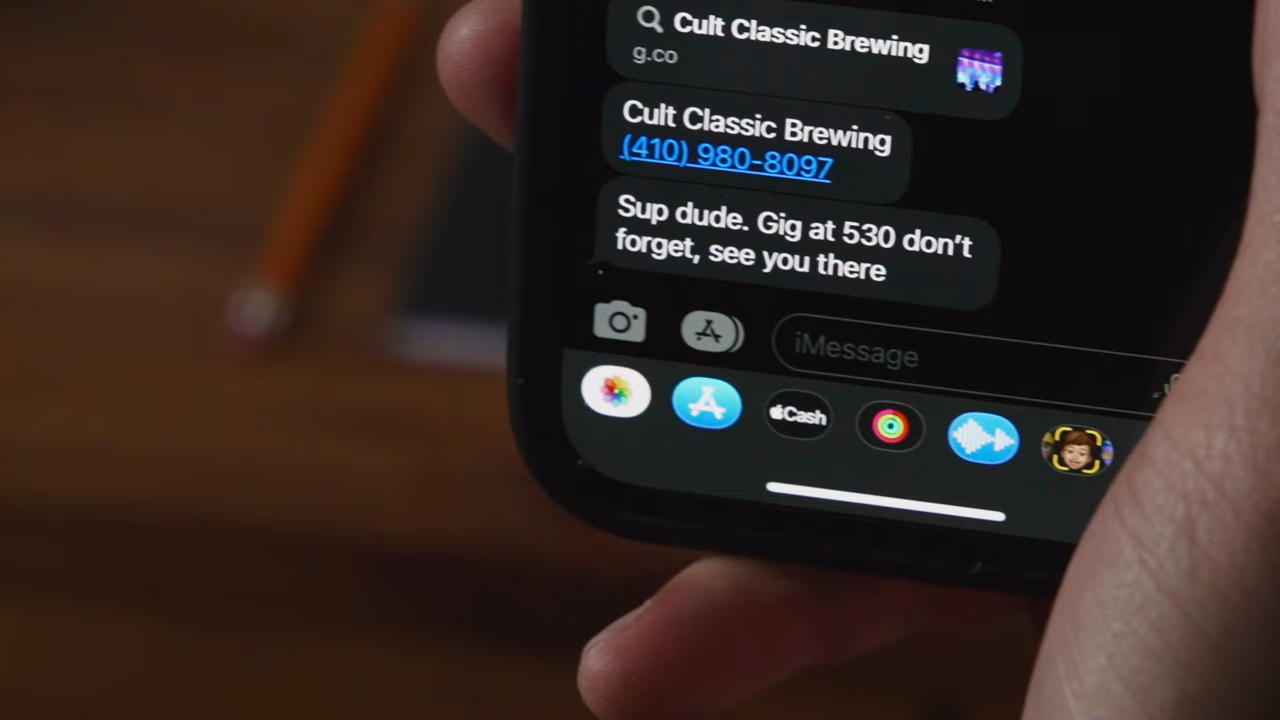 Cult Classic Brewing
g.co
Cult Classic Brewing
(410) 980-8097
Sup dude. Gig at 530 don't
forget, see you there
iMessage
Cash